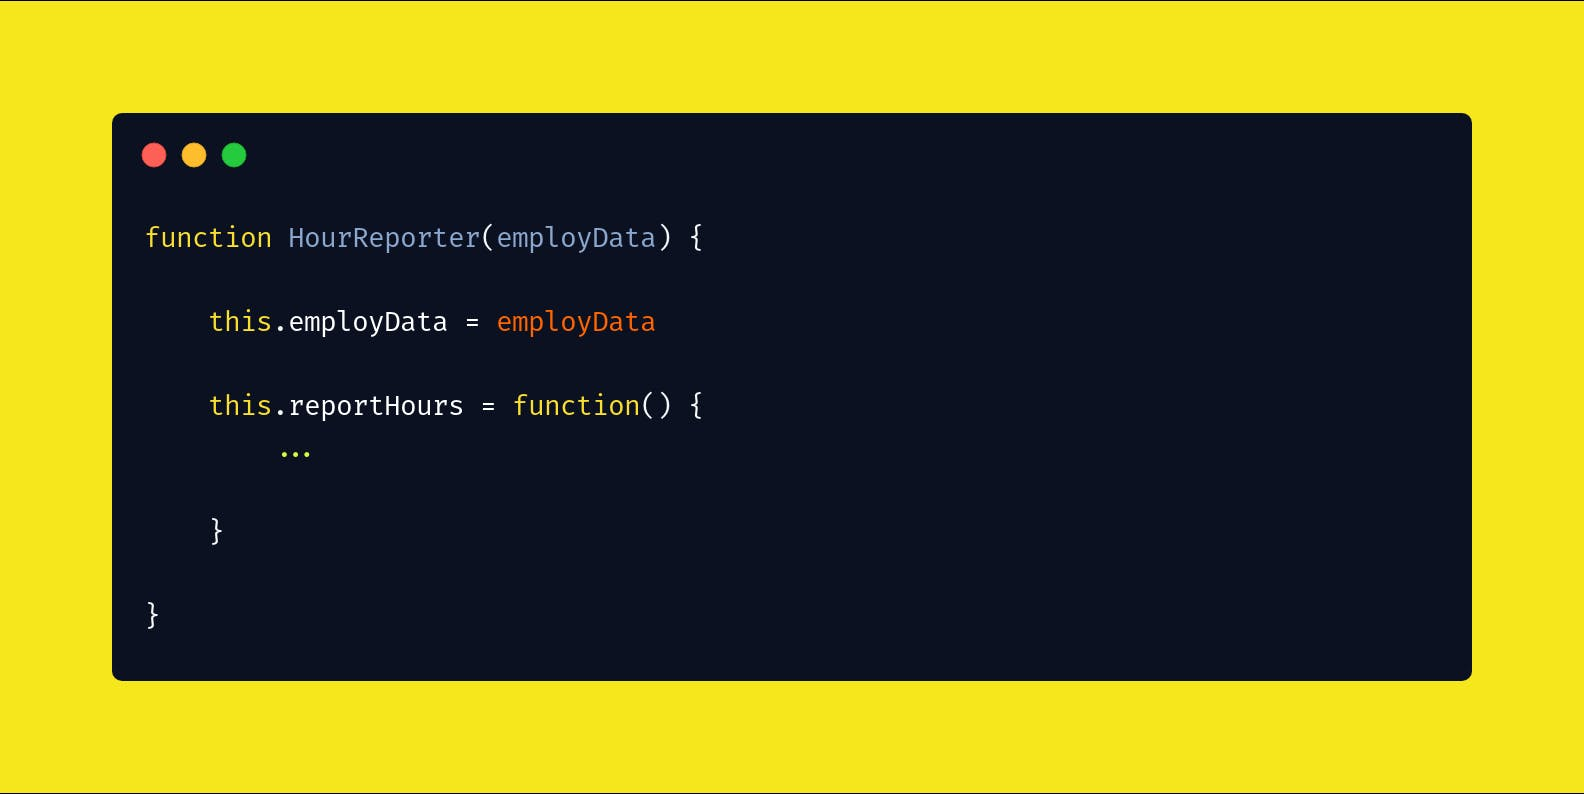 function HourReporter(employData) {
this.employData = employData
this.reportHours = function() {
...
}
}